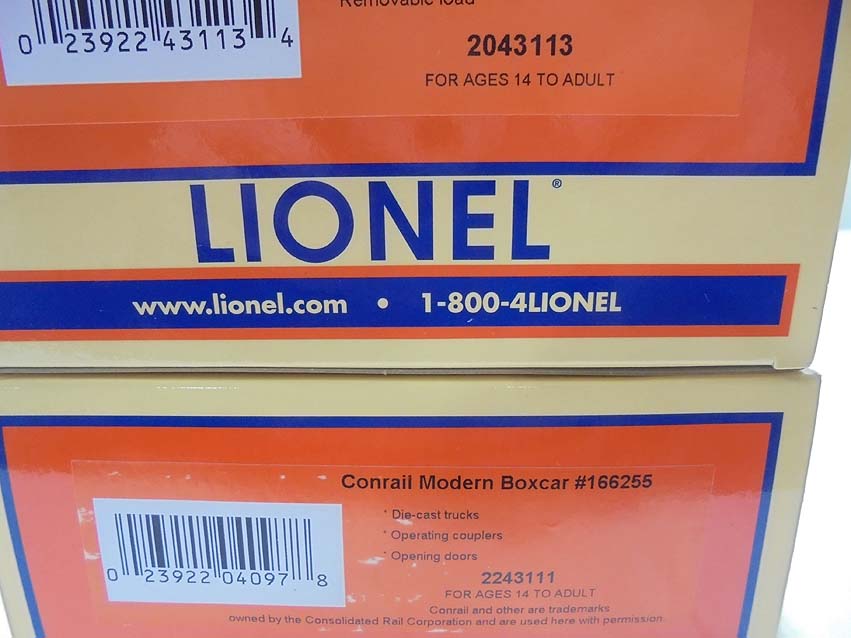 Removable load
0 23922 43113 4
2043113
FOR AGES 14 TO ADULT
LIONEL®
www.lionel.com • 1-800-4LIONEL
Conrail Modern Boxcar #166255
* Die-cast trucks
* Operating couplers
* Opening doors
0 23922 04097 8
2243111
FOR AGES 14 TO ADULT
Conrail and other are trademarks
owned by the Consolidated Rail Corporation and are used here with permission.